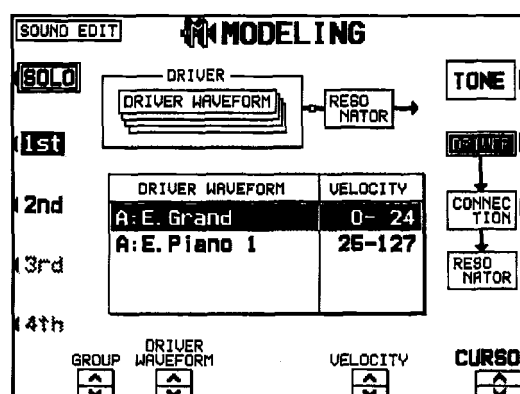 SOUND EDIT
MODELING
SOLO
DRIVER
TONE
DRIVER WAVEFORM
RESO
NATOR
1st
DRIVER
DRIVER WAVEFORM VELOCITY
2nd
A:E.Grand 0- 24
CONNEC
TION
A:E.Piano 1 25-127
3rd
RESO
NATOR
4th
GROUP DRIVER WAVEFORM VELOCITY CURSO